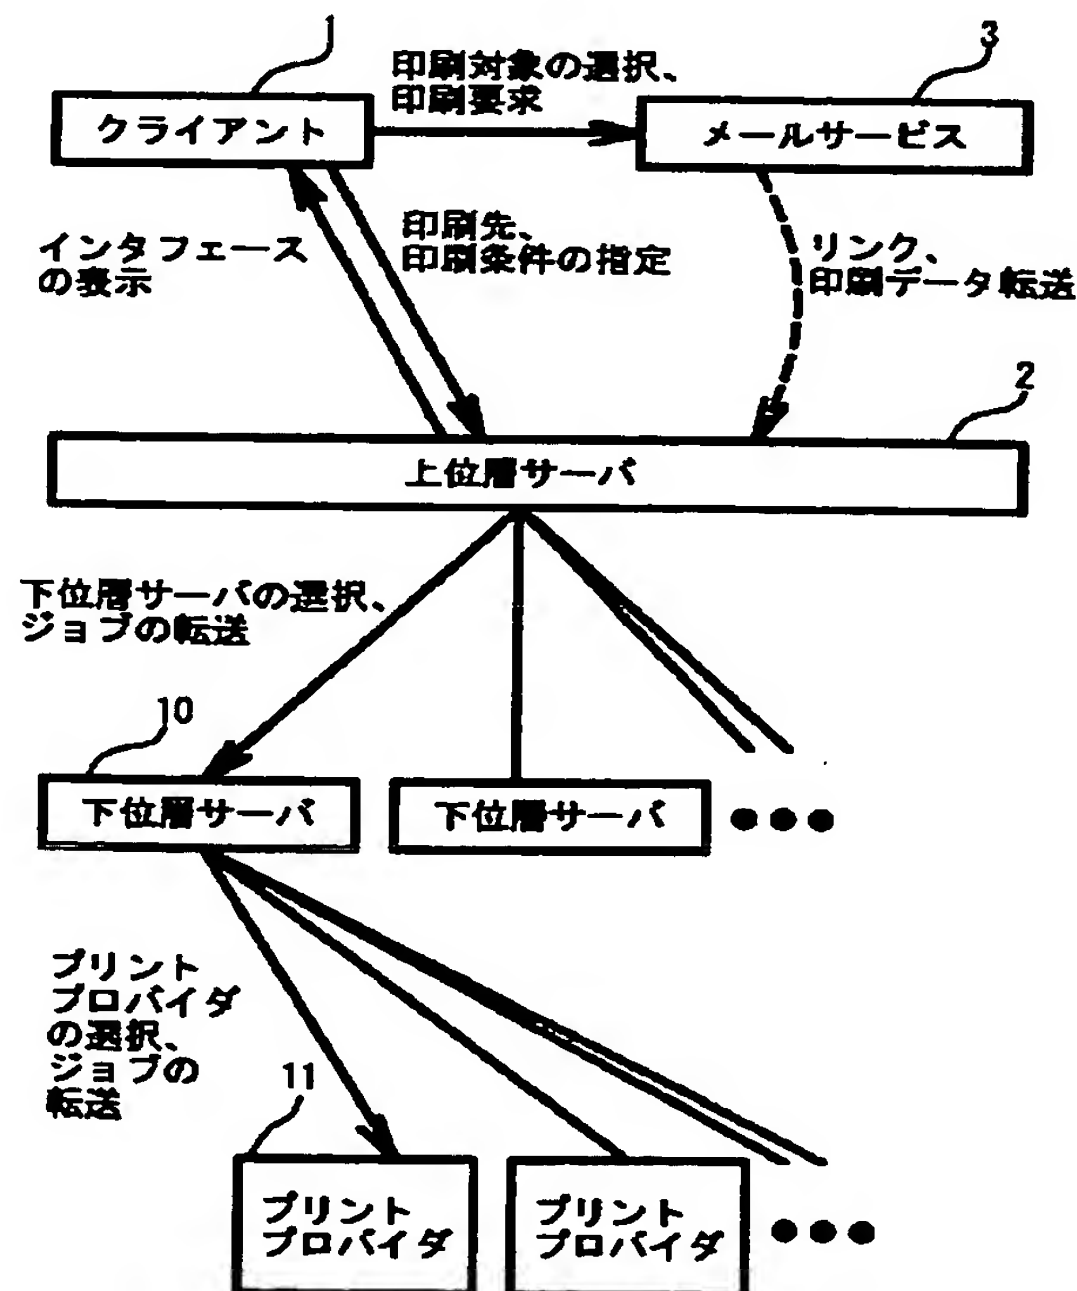 1
3
印刷対象の選択、
印刷要求
クライアント
メールサービス
インタフェース
の表示
印刷先、
印刷条件の指定
リンク、
印刷データ転送
2
上位層サーバ
下位層サーバの選択、
ジョブの転送
10
下位層サーバ
下位層サーバ
プリント
プロバイダ
の選択、
ジョブの
転送
11
プリント
プロバイダ
プリント
プロバイダ